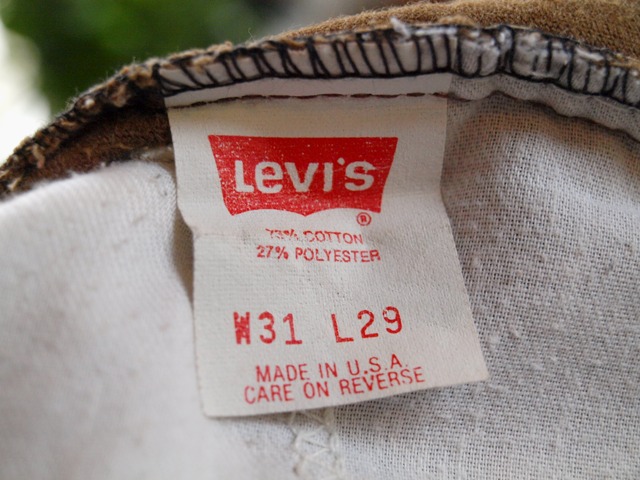 Levi's
®
73% COTTON
27% POLYESTER
W31 L29
MADE IN U.S.A.
CARE ON REVERSE